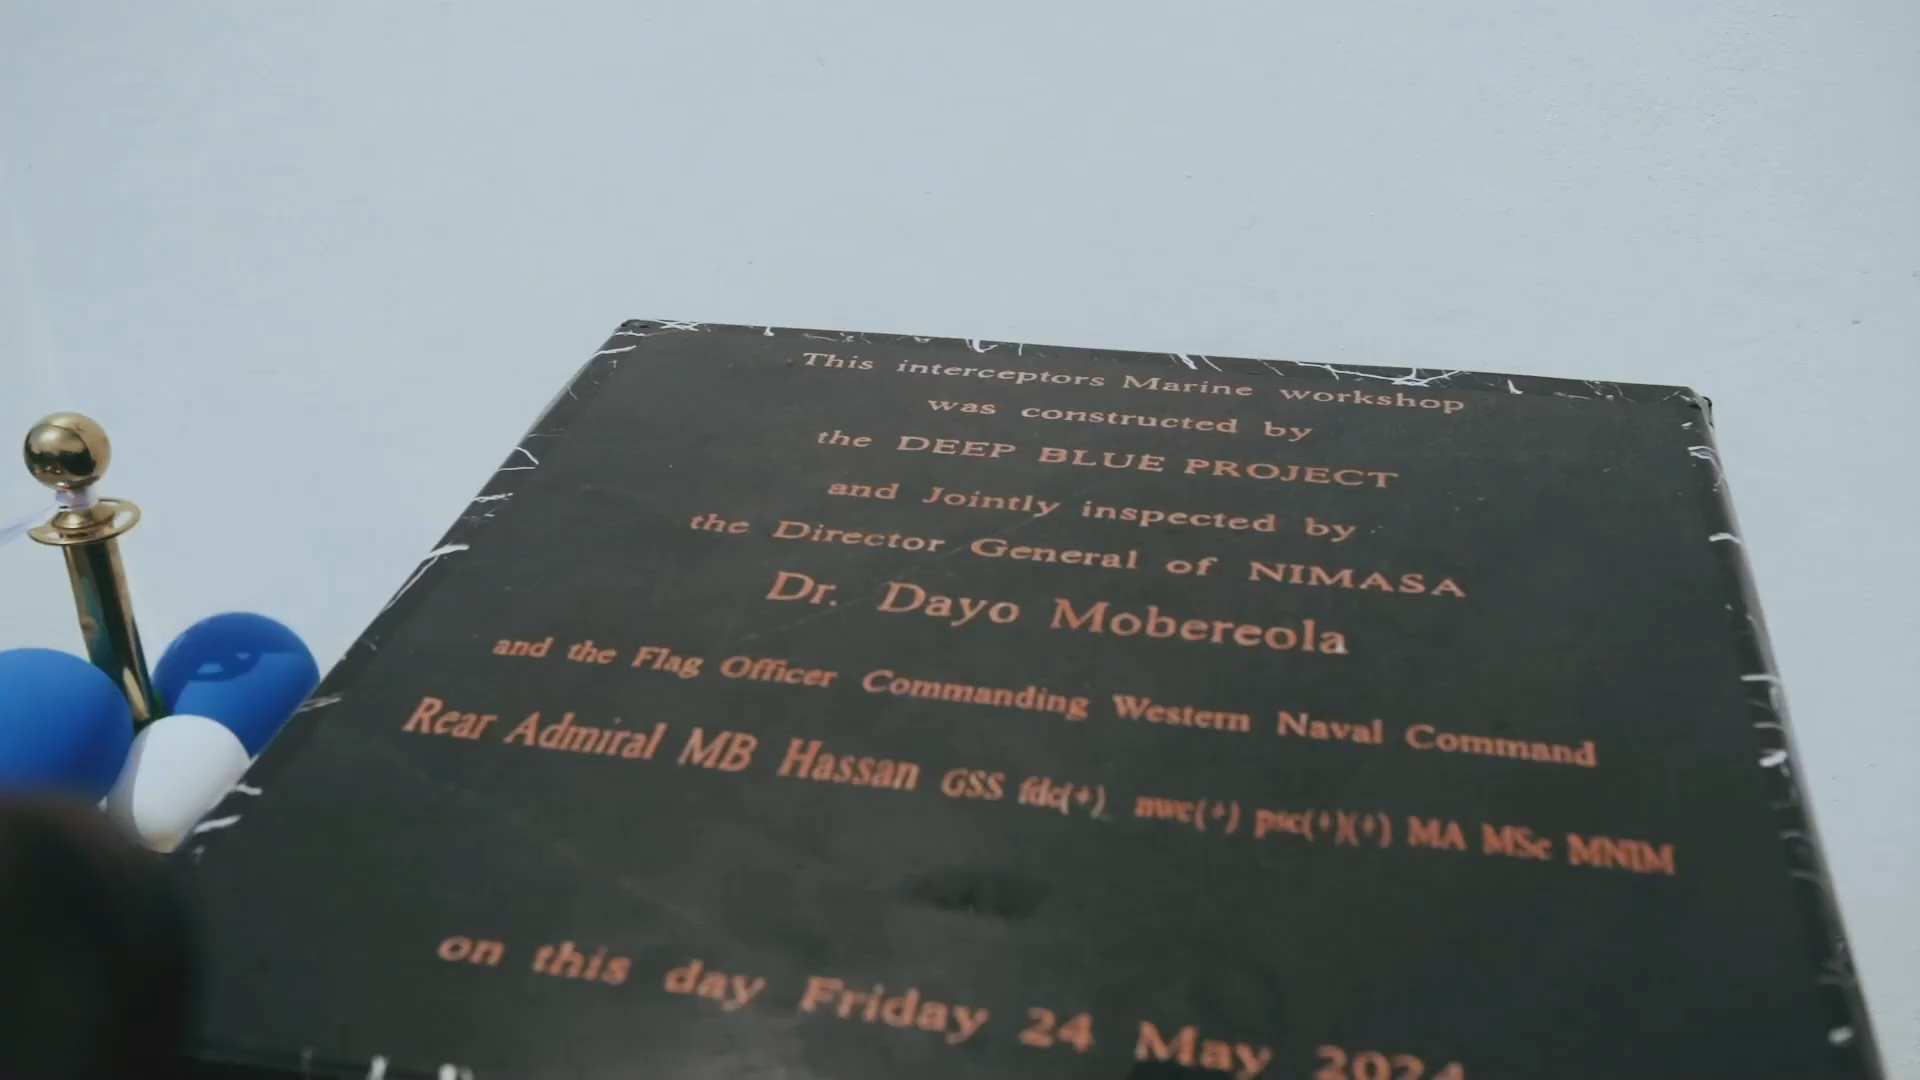 This interceptors Marine workshop
was constructed by
the DEEP BLUE PROJECT
and Jointly inspected by
the Director General of NIMASA
Dr. Dayo Mobereola
and the Flag Officer Commanding Western Naval Command
Rear Admiral MB Hassan GSS fdc(+) nwc(+) psc(+)(+) MA MSc MNIM
on this day Friday 24 May 2024